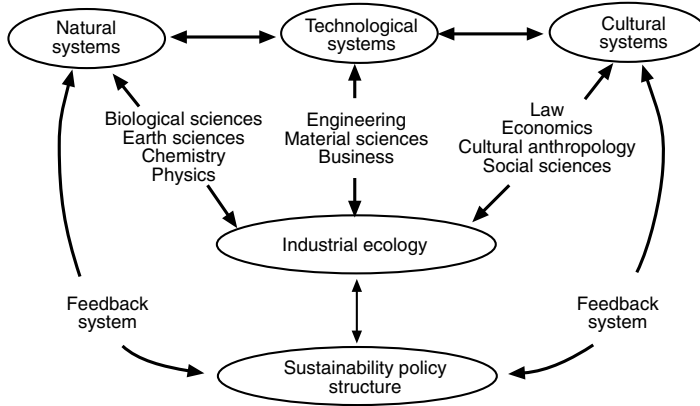 Natural
systems
Technological
systems
Cultural
systems
Biological sciences
Earth sciences
Chemistry
Physics
Engineering
Material sciences
Business
Law
Economics
Cultural anthropology
Social sciences
Industrial ecology
Feedback
system
Feedback
system
Sustainability policy
structure